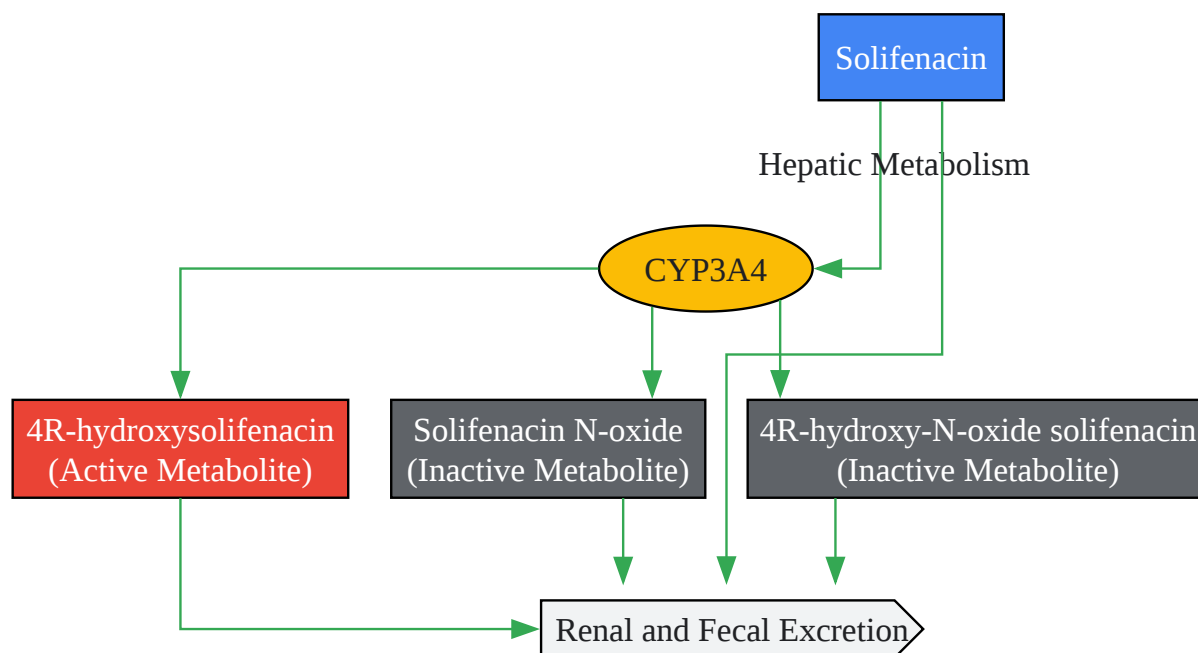 Solifenacin
Hepatic Metabolism
CYP3A4
4R-hydroxysolifenacin
(Active Metabolite)
Solifenacin N-oxide
(Inactive Metabolite)
4R-hydroxy-N-oxide solifenacin
(Inactive Metabolite)
Renal and Fecal Excretion